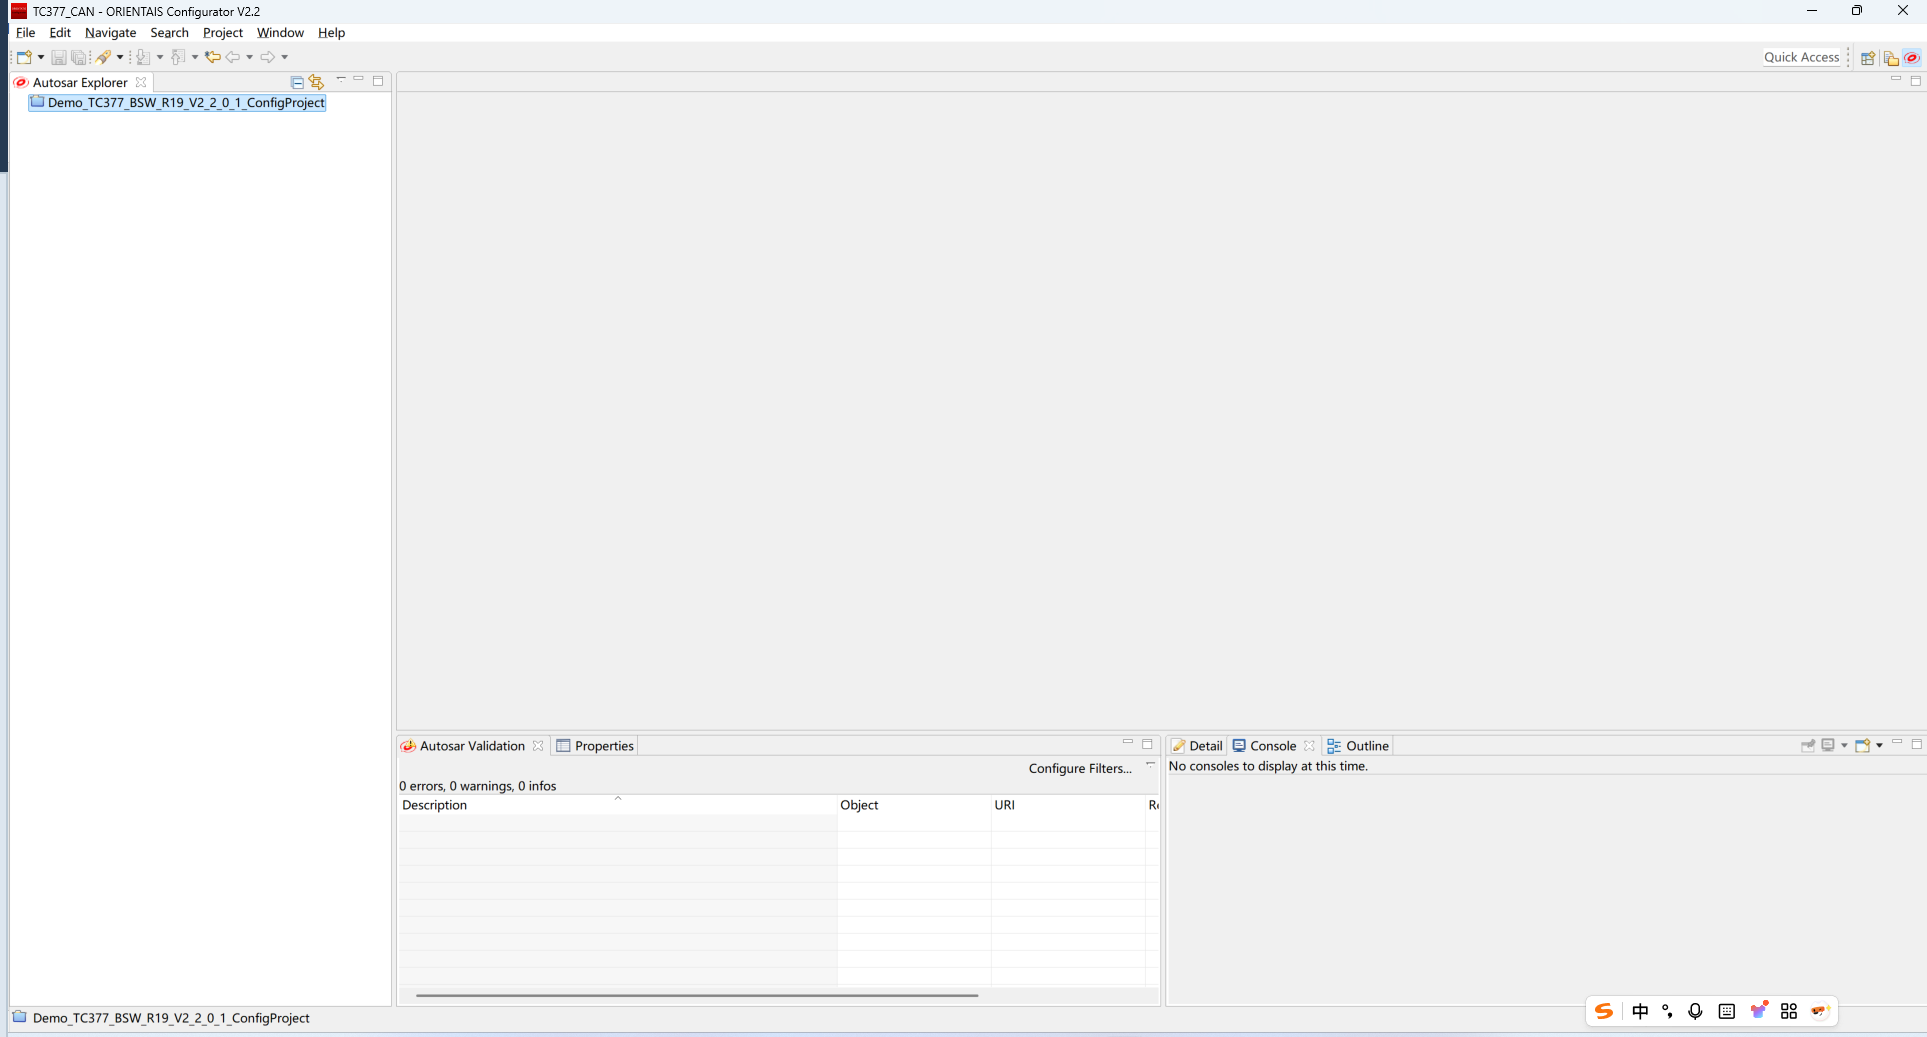 TC377_CAN - ORIENTAIS Configurator V2.2
File Edit Navigate Search Project Window Help
Quick Access
Autosar Explorer
Demo_TC377_BSW_R19_V2_2_0_1_ConfigProject
Autosar Validation Properties
Configure Filters...
0 errors, 0 warnings, 0 infos
Description Object URI
Detail Console Outline
No consoles to display at this time.
Demo_TC377_BSW_R19_V2_2_0_1_ConfigProject
S 中 °,